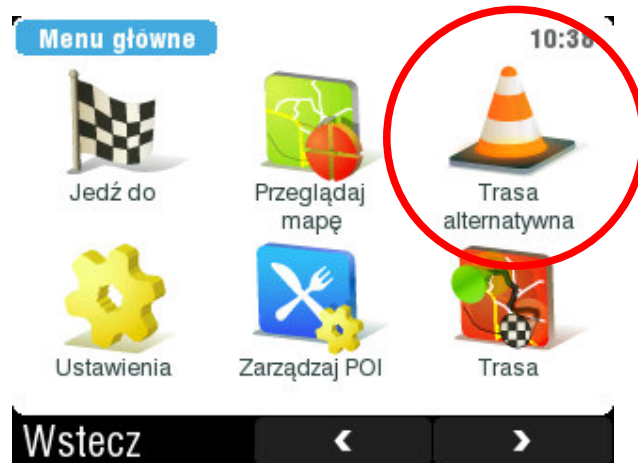 Menu główne
10:38
Jedź do
Przeglądaj
mapę
Trasa
alternatywna
Ustawienia
Zarządzaj POI
Trasa
Wstecz